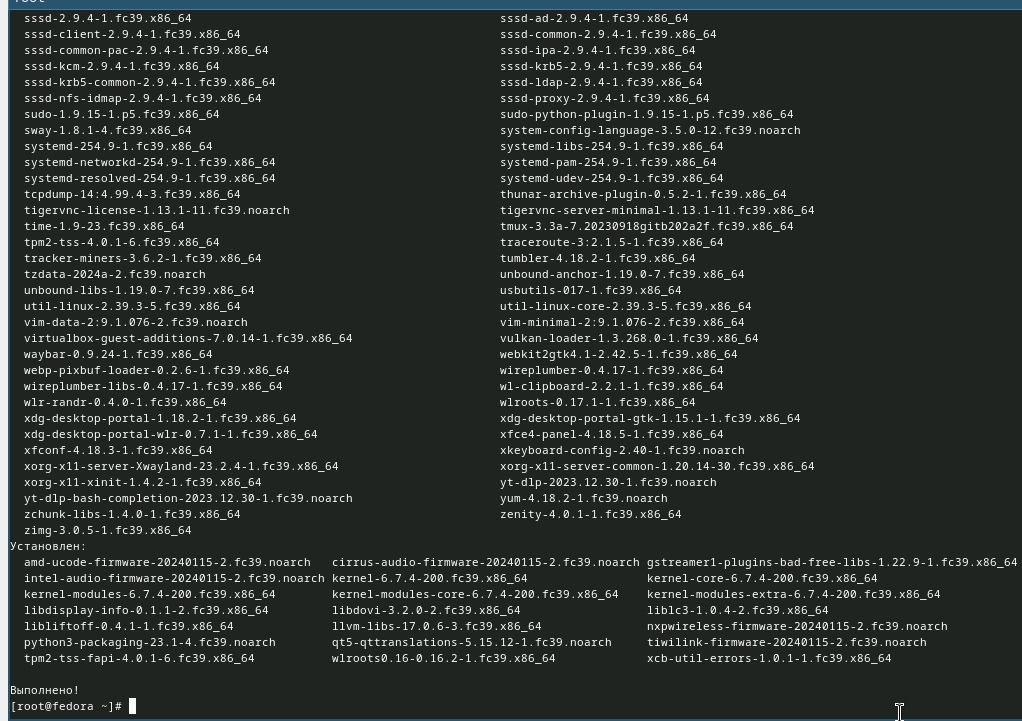 sssd-2.9.4-1.fc39.x86_64 sssd-ad-2.9.4-1.fc39.x86_64
sssd-client-2.9.4-1.fc39.x86_64 sssd-common-2.9.4-1.fc39.x86_64
sssd-common-pac-2.9.4-1.fc39.x86_64 sssd-ipa-2.9.4-1.fc39.x86_64
sssd-kcm-2.9.4-1.fc39.x86_64 sssd-krb5-2.9.4-1.fc39.x86_64
sssd-krb5-common-2.9.4-1.fc39.x86_64 sssd-ldap-2.9.4-1.fc39.x86_64
sssd-nfs-idmap-2.9.4-1.fc39.x86_64 sssd-proxy-2.9.4-1.fc39.x86_64
sudo-1.9.15-1.p5.fc39.x86_64 sudo-python-plugin-1.9.15-1.p5.fc39.x86_64
sway-1.8.1-4.fc39.x86_64 system-config-language-3.5.0-12.fc39.noarch
systemd-254.9-1.fc39.x86_64 systemd-libs-254.9-1.fc39.x86_64
systemd-networkd-254.9-1.fc39.x86_64 systemd-pam-254.9-1.fc39.x86_64
systemd-resolved-254.9-1.fc39.x86_64 systemd-udev-254.9-1.fc39.x86_64
tcpdump-14:4.99.4-3.fc39.x86_64 thunar-archive-plugin-0.5.2-1.fc39.x86_64
tigervnc-license-1.13.1-11.fc39.noarch tigervnc-server-minimal-1.13.1-11.fc39.x86_64
time-1.9-23.fc39.x86_64 tmux-3.3a-7.20230918gitb202a2f.fc39.x86_64
tpm2-tss-4.0.1-6.fc39.x86_64 traceroute-3:2.1.5-1.fc39.x86_64
tracker-miners-3.6.2-1.fc39.x86_64 tumbler-4.18.2-1.fc39.x86_64
tzdata-2024a-2.fc39.noarch unbound-anchor-1.19.0-7.fc39.x86_64
unbound-libs-1.19.0-7.fc39.x86_64 usbutils-017-1.fc39.x86_64
util-linux-2.39.3-5.fc39.x86_64 util-linux-core-2.39.3-5.fc39.x86_64
vim-data-2:9.1.076-2.fc39.noarch vim-minimal-2:9.1.076-2.fc39.x86_64
virtualbox-guest-additions-7.0.14-1.fc39.x86_64 vulkan-loader-1.3.268.0-1.fc39.x86_64
waybar-0.9.24-1.fc39.x86_64 webkit2gtk4.1-2.42.5-1.fc39.x86_64
webp-pixbuf-loader-0.2.6-1.fc39.x86_64 wireplumber-0.4.17-1.fc39.x86_64
wireplumber-libs-0.4.17-1.fc39.x86_64 wl-clipboard-2.2.1-1.fc39.x86_64
wlr-randr-0.4.0-1.fc39.x86_64 wlroots-0.17.1-1.fc39.x86_64
xdg-desktop-portal-1.18.2-1.fc39.x86_64 xdg-desktop-portal-gtk-1.15.1-1.fc39.x86_64
xdg-desktop-portal-wlr-0.7.1-1.fc39.x86_64 xfce4-panel-4.18.5-1.fc39.x86_64
xfconf-4.18.3-1.fc39.x86_64 xkeyboard-config-2.40-1.fc39.noarch
xorg-x11-server-Xwayland-23.2.4-1.fc39.x86_64 xorg-x11-server-common-1.20.14-30.fc39.x86_64
xorg-x11-xinit-1.4.2-1.fc39.x86_64 yt-dlp-2023.12.30-1.fc39.noarch
yt-dlp-bash-completion-2023.12.30-1.fc39.noarch yum-4.18.2-1.fc39.noarch
zchunk-libs-1.4.0-1.fc39.x86_64 zenity-4.0.1-1.fc39.x86_64
zimg-3.0.5-1.fc39.x86_64
Установлен:
amd-ucode-firmware-20240115-2.fc39.noarch cirrus-audio-firmware-20240115-2.fc39.noarch gstreamer1-plugins-bad-free-libs-1.22.9-1.fc39.x86_64
intel-audio-firmware-20240115-2.fc39.noarch kernel-6.7.4-200.fc39.x86_64 kernel-core-6.7.4-200.fc39.x86_64
kernel-modules-6.7.4-200.fc39.x86_64 kernel-modules-core-6.7.4-200.fc39.x86_64 kernel-modules-extra-6.7.4-200.fc39.x86_64
libdisplay-info-0.1.1-2.fc39.x86_64 libdovi-3.2.0-2.fc39.x86_64 liblc3-1.0.4-2.fc39.x86_64
libliftoff-0.4.1-1.fc39.x86_64 llvm-libs-17.0.6-3.fc39.x86_64 nxpwireless-firmware-20240115-2.fc39.noarch
python3-packaging-23.1-4.fc39.noarch qt5-qttranslations-5.15.12-1.fc39.noarch tiwilink-firmware-20240115-2.fc39.noarch
tpm2-tss-fapi-4.0.1-6.fc39.x86_64 wlroots0.16-0.16.2-1.fc39.x86_64 xcb-util-errors-1.0.1-1.fc39.x86_64
Выполнено!
[root@fedora ~]#